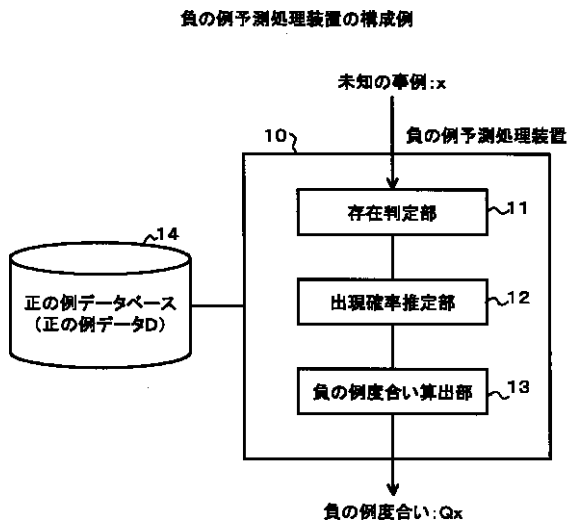 負の例予測処理装置の構成例
未知の事例:x
10
負の例予測処理装置
存在判定部
11
14
正の例データベース
(正の例データD)
出現確率推定部
12
負の例度合い算出部
13
負の例度合い:Qx